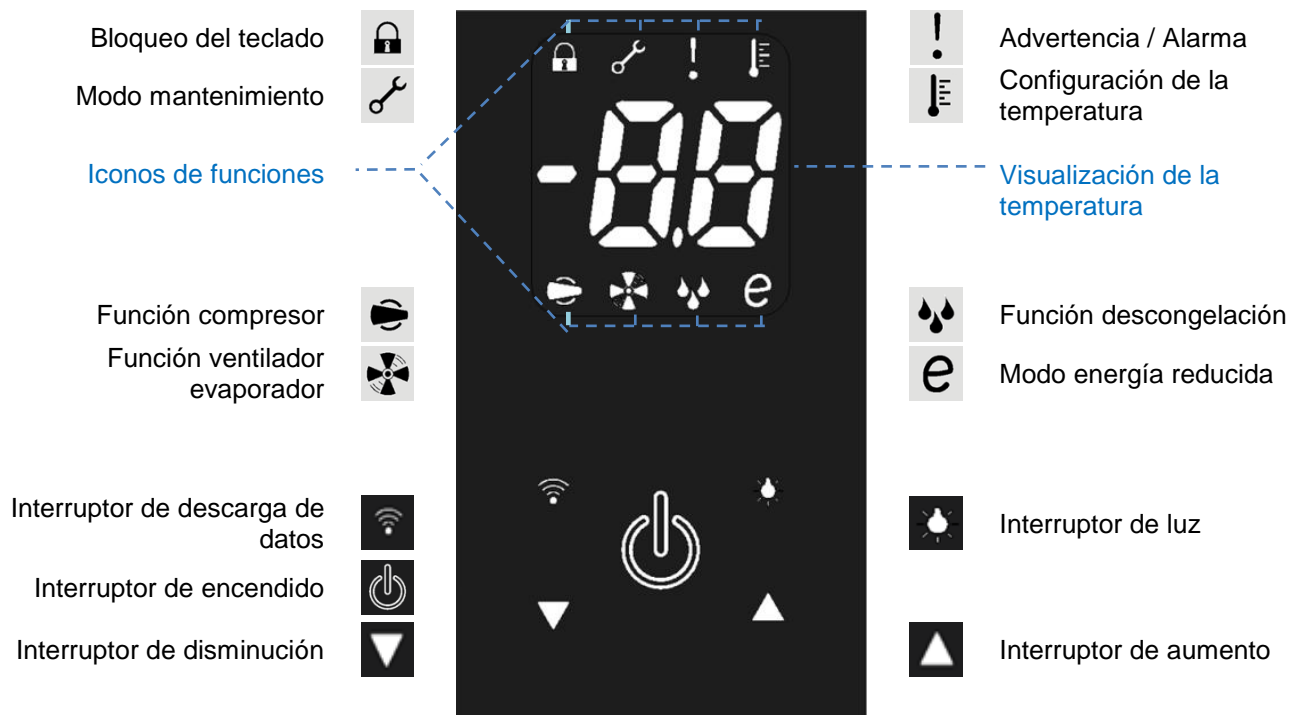 Bloqueo del teclado
Modo mantenimiento
Iconos de funciones
Función compresor
Función ventilador
evaporador
Interruptor de descarga de
datos
Interruptor de encendido
Interruptor de disminución
-8.8
e
Advertencia / Alarma
Configuración de la
temperatura
Visualización de la
temperatura
Función descongelación
e
Modo energía reducida
Interruptor de luz
Interruptor de aumento